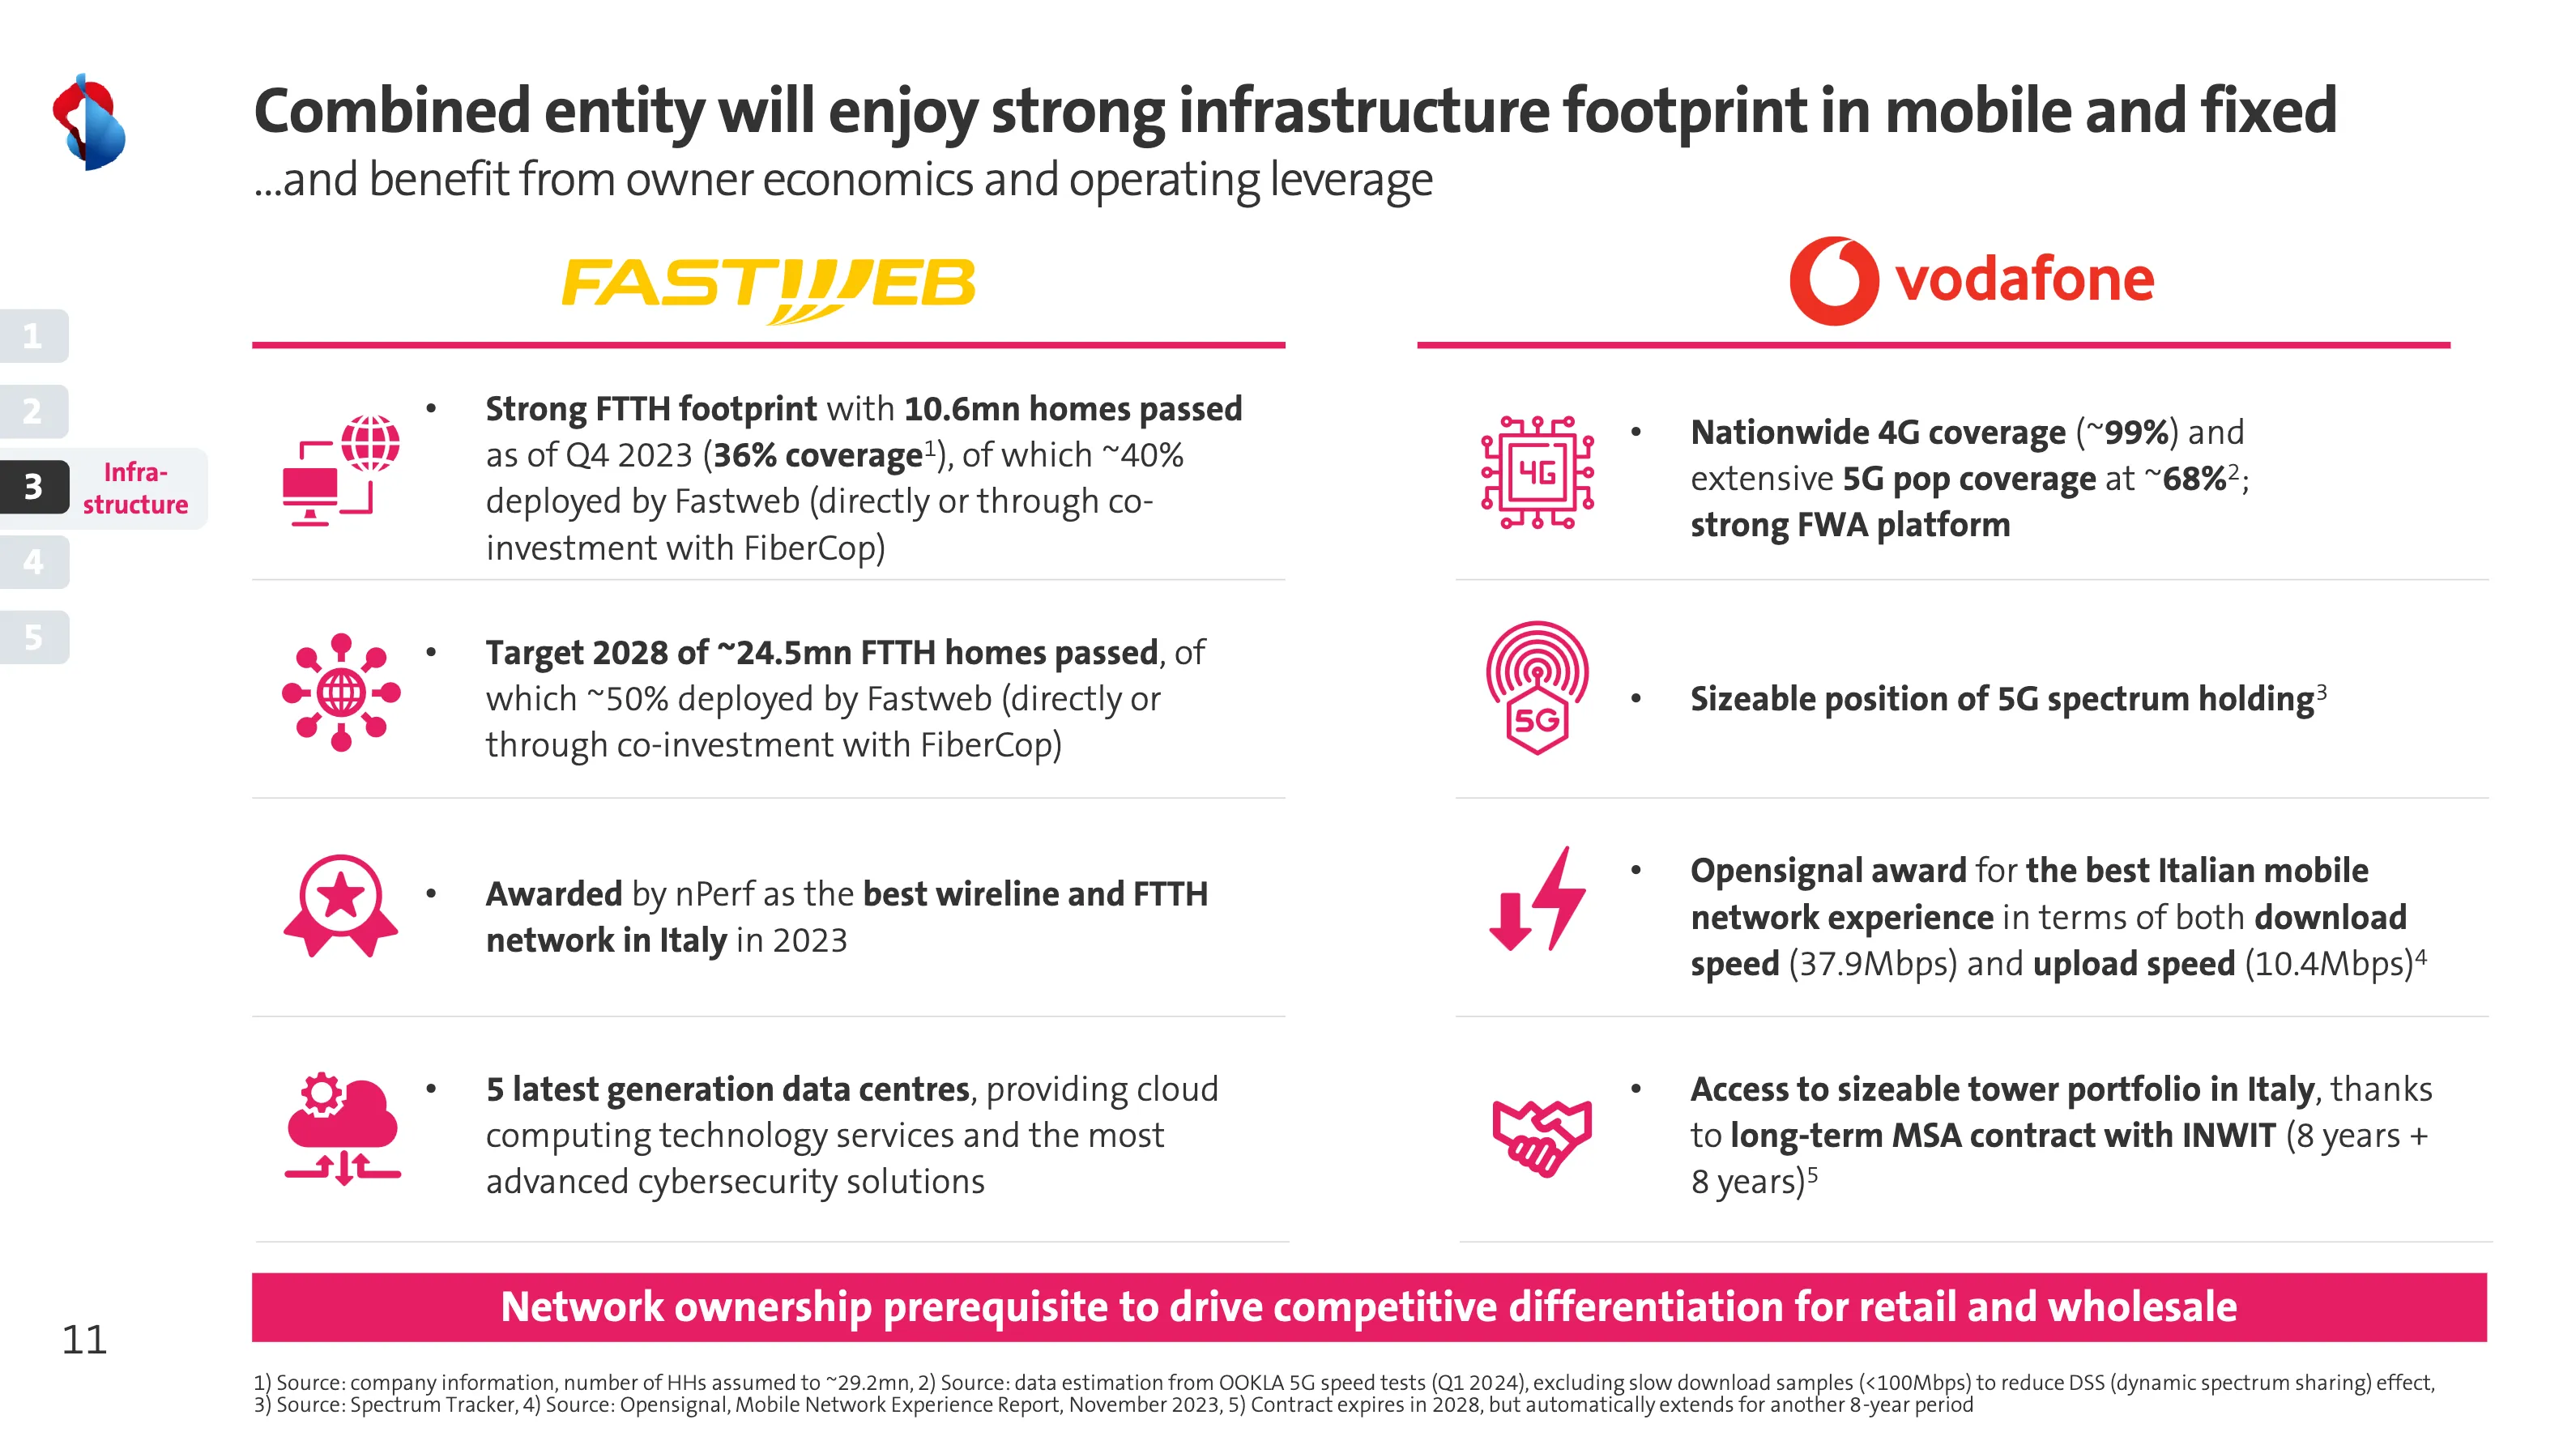 Combined entity will enjoy strong infrastructure footprint in mobile and fixed
...and benefit from owner economics and operating leverage
1
2
3
Infra-
structure
4
5
FASTWEB
• Strong FTTH footprint with 10.6mn homes passed
as of Q4 2023 (36% coverage¹), of which ~40%
deployed by Fastweb (directly or through co-
investment with FiberCop)
• Target 2028 of ~24.5mn FTTH homes passed, of
which ~50% deployed by Fastweb (directly or
through co-investment with FiberCop)
• Awarded by nPerf as the best wireline and FTTH
network in Italy in 2023
• 5 latest generation data centres, providing cloud
computing technology services and the most
advanced cybersecurity solutions
vodafone
4G
• Nationwide 4G coverage (~99%) and
extensive 5G pop coverage at ~68%²;
strong FWA platform
5G
• Sizeable position of 5G spectrum holding³
• Opensignal award for the best Italian mobile
network experience in terms of both download
speed (37.9Mbps) and upload speed (10.4Mbps)⁴
• Access to sizeable tower portfolio in Italy, thanks
to long-term MSA contract with INWIT (8 years +
8 years)⁵
Network ownership prerequisite to drive competitive differentiation for retail and wholesale
11
1) Source: company information, number of HHs assumed to ~29.2mn, 2) Source: data estimation from OOKLA 5G speed tests (Q1 2024), excluding slow download samples (<100Mbps) to reduce DSS (dynamic spectrum sharing) effect,
3) Source: Spectrum Tracker, 4) Source: Opensignal, Mobile Network Experience Report, November 2023, 5) Contract expires in 2028, but automatically extends for another 8-year period